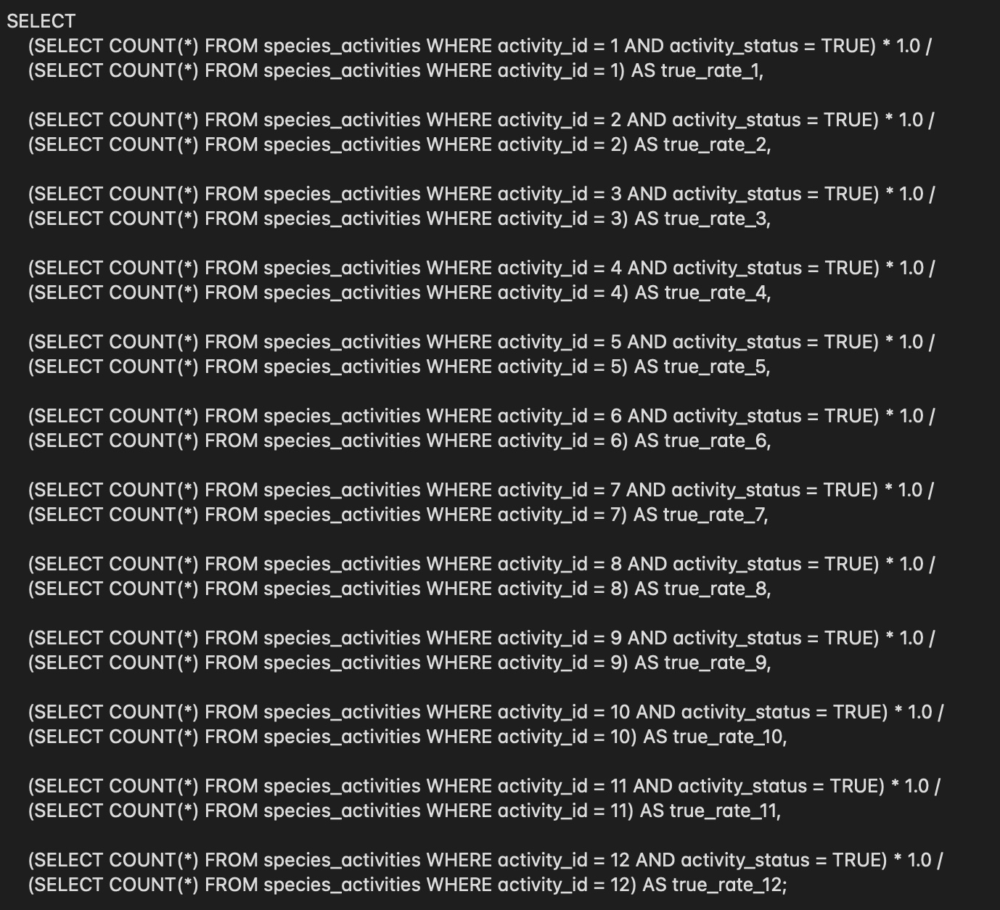 SELECT
(SELECT COUNT(*) FROM species_activities WHERE activity_id = 1 AND activity_status = TRUE) * 1.0 /
(SELECT COUNT(*) FROM species_activities WHERE activity_id = 1) AS true_rate_1,
(SELECT COUNT(*) FROM species_activities WHERE activity_id = 2 AND activity_status = TRUE) * 1.0 /
(SELECT COUNT(*) FROM species_activities WHERE activity_id = 2) AS true_rate_2,
(SELECT COUNT(*) FROM species_activities WHERE activity_id = 3 AND activity_status = TRUE) * 1.0 /
(SELECT COUNT(*) FROM species_activities WHERE activity_id = 3) AS true_rate_3,
(SELECT COUNT(*) FROM species_activities WHERE activity_id = 4 AND activity_status = TRUE) * 1.0 /
(SELECT COUNT(*) FROM species_activities WHERE activity_id = 4) AS true_rate_4,
(SELECT COUNT(*) FROM species_activities WHERE activity_id = 5 AND activity_status = TRUE) * 1.0 /
(SELECT COUNT(*) FROM species_activities WHERE activity_id = 5) AS true_rate_5,
(SELECT COUNT(*) FROM species_activities WHERE activity_id = 6 AND activity_status = TRUE) * 1.0 /
(SELECT COUNT(*) FROM species_activities WHERE activity_id = 6) AS true_rate_6,
(SELECT COUNT(*) FROM species_activities WHERE activity_id = 7 AND activity_status = TRUE) * 1.0 /
(SELECT COUNT(*) FROM species_activities WHERE activity_id = 7) AS true_rate_7,
(SELECT COUNT(*) FROM species_activities WHERE activity_id = 8 AND activity_status = TRUE) * 1.0 /
(SELECT COUNT(*) FROM species_activities WHERE activity_id = 8) AS true_rate_8,
(SELECT COUNT(*) FROM species_activities WHERE activity_id = 9 AND activity_status = TRUE) * 1.0 /
(SELECT COUNT(*) FROM species_activities WHERE activity_id = 9) AS true_rate_9,
(SELECT COUNT(*) FROM species_activities WHERE activity_id = 10 AND activity_status = TRUE) * 1.0 /
(SELECT COUNT(*) FROM species_activities WHERE activity_id = 10) AS true_rate_10,
(SELECT COUNT(*) FROM species_activities WHERE activity_id = 11 AND activity_status = TRUE) * 1.0 /
(SELECT COUNT(*) FROM species_activities WHERE activity_id = 11) AS true_rate_11,
(SELECT COUNT(*) FROM species_activities WHERE activity_id = 12 AND activity_status = TRUE) * 1.0 /
(SELECT COUNT(*) FROM species_activities WHERE activity_id = 12) AS true_rate_12;